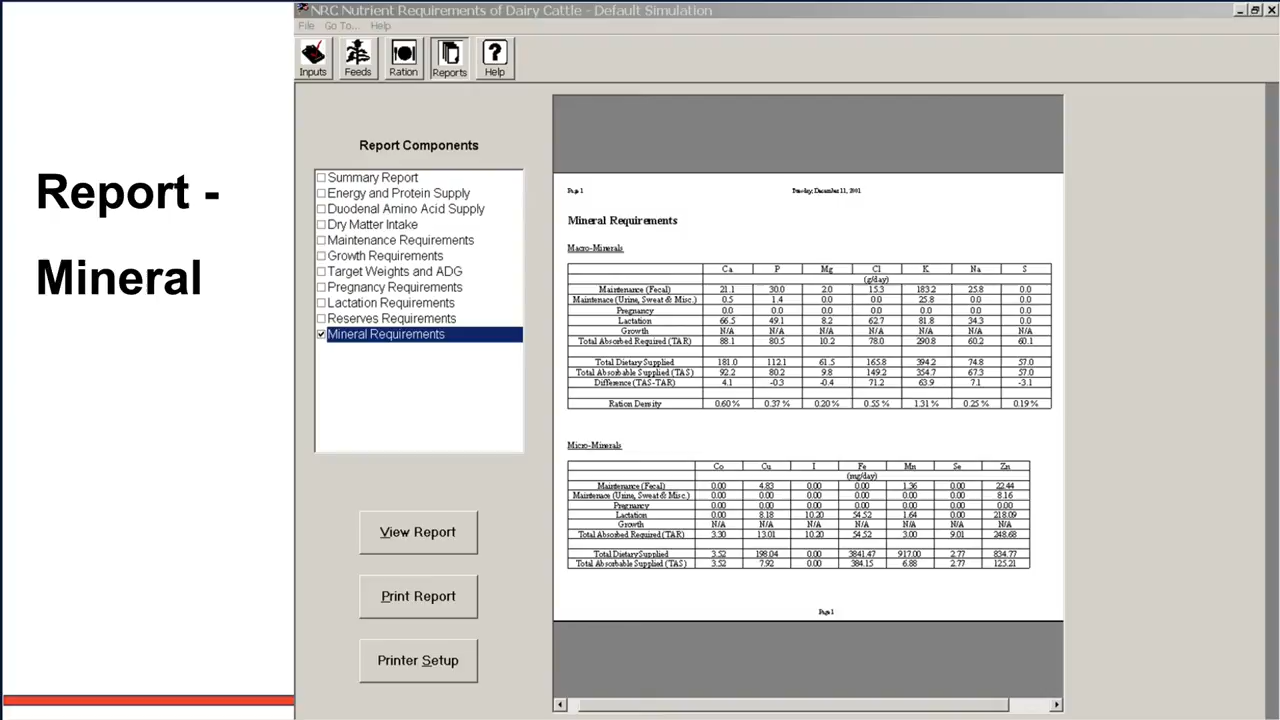 Report -
Mineral
NRC Nutrient Requirements of Dairy Cattle - Default Simulation
File Go To... Help
Inputs Feeds Ration Reports Help
Report Components
Summary Report
Energy and Protein Supply
Duodenal Amino Acid Supply
Dry Matter Intake
Maintenance Requirements
Growth Requirements
Target Weights and ADG
Pregnancy Requirements
Lactation Requirements
Reserves Requirements
Mineral Requirements
View Report
Print Report
Printer Setup
Page 1 Tuesday, December 11, 2001
Mineral Requirements
Macro-Minerals
Ca P Mg Cl K Na S
(g/day)
Maintenance (Fecal) 21.1 30.0 2.0 15.3 183.2 25.8 0.0
Maintenace (Urine, Sweat & Misc.) 0.5 1.4 0.0 0.0 25.8 0.0 0.0
Pregnancy 0.0 0.0 0.0 0.0 0.0 0.0 0.0
Lactation 66.5 49.1 8.2 62.7 81.8 34.3 0.0
Growth N/A N/A N/A N/A N/A N/A N/A
Total Absorbed Required (TAR) 88.1 80.5 10.2 78.0 290.8 60.2 60.1
Total Dietary Supplied 181.0 112.1 61.5 165.8 394.2 74.8 57.0
Total Absorbable Supplied (TAS) 92.2 80.2 9.8 149.2 354.7 67.3 57.0
Difference (TAS-TAR) 4.1 -0.3 -0.4 71.2 63.9 7.1 -3.1
Ration Density 0.60 % 0.37 % 0.20 % 0.55 % 1.31 % 0.25 % 0.19 %
Micro-Minerals
Co Cu I Fe Mn Se Zn
(mg/day)
Maintenance (Fecal) 0.00 4.83 0.00 0.00 1.36 0.00 22.44
Maintenace (Urine, Sweat & Misc.) 0.00 0.00 0.00 0.00 0.00 0.00 8.16
Pregnancy 0.00 0.00 0.00 0.00 0.00 0.00 0.00
Lactation 0.00 8.18 10.20 54.52 1.64 0.00 218.09
Growth N/A N/A N/A N/A N/A N/A N/A
Total Absorbed Required (TAR) 3.30 13.01 10.20 54.52 3.00 9.01 248.68
Total Dietary Supplied 3.52 198.04 0.00 3841.47 917.00 2.77 834.77
Total Absorbable Supplied (TAS) 3.52 7.92 0.00 384.15 6.88 2.77 125.21
Page 1